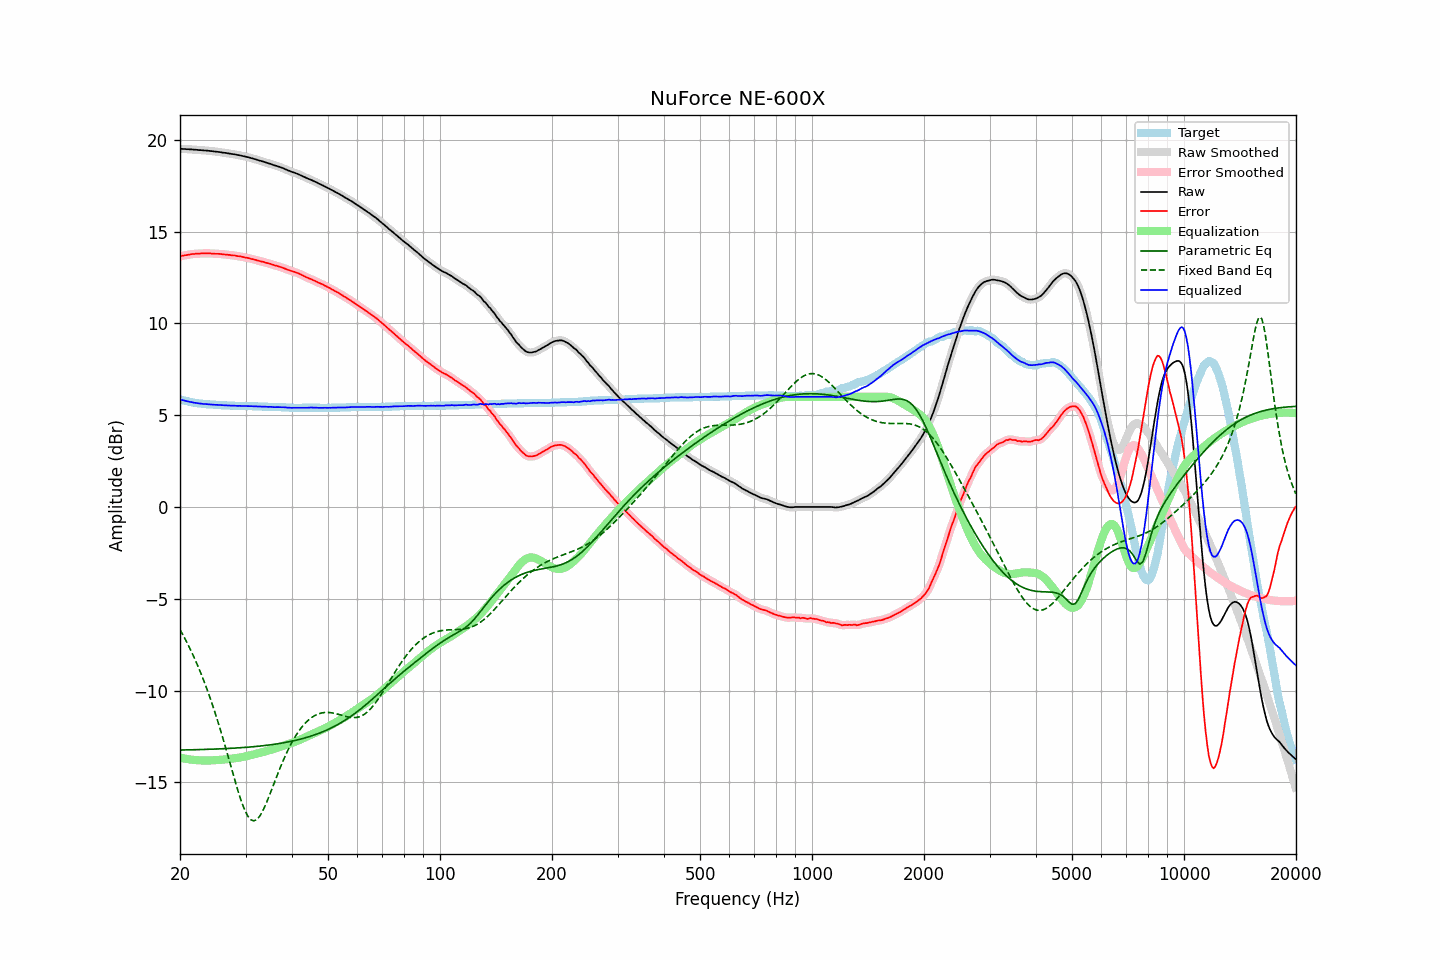 NuForce NE-600X
Amplitude (dBr)
20
15
10
5
0
−5
−10
−15
Target
Raw Smoothed
Error Smoothed
Raw
Error
Equalization
Parametric Eq
Fixed Band Eq
Equalized
20 50 100 200 500 1000 2000 5000 10000 20000
Frequency (Hz)